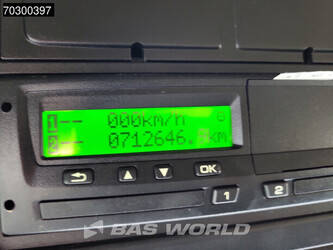 70300397
1 -- 000km/h
2 -- 0712646. km
OK
1
2
BAS WORLD